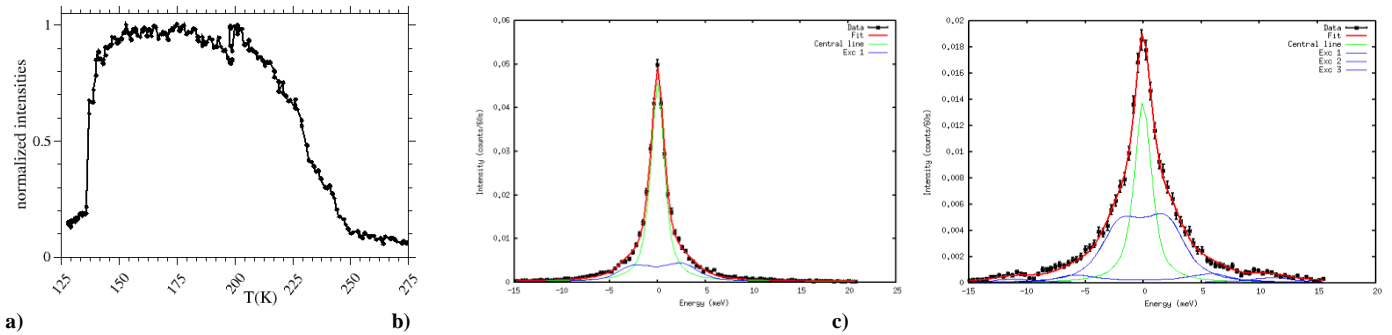 normalized intensities
1
0.5
0
125
150
175
200
225
250
275
T(K)
a)
0.06
0.05
0.04
0.03
0.02
0.01
0
-15
-10
-5
0
5
10
15
20
25
Intensity (counts/60s)
Energy (meV)
Data
Fit
Central line
Exc 1
b)
0.02
0.018
0.016
0.014
0.012
0.01
0.008
0.006
0.004
0.002
0
-15
-10
-5
0
5
10
15
20
Intensity (counts/60s)
Energy (meV)
Data
Fit
Central line
Exc 1
Exc 2
Exc 3
c)